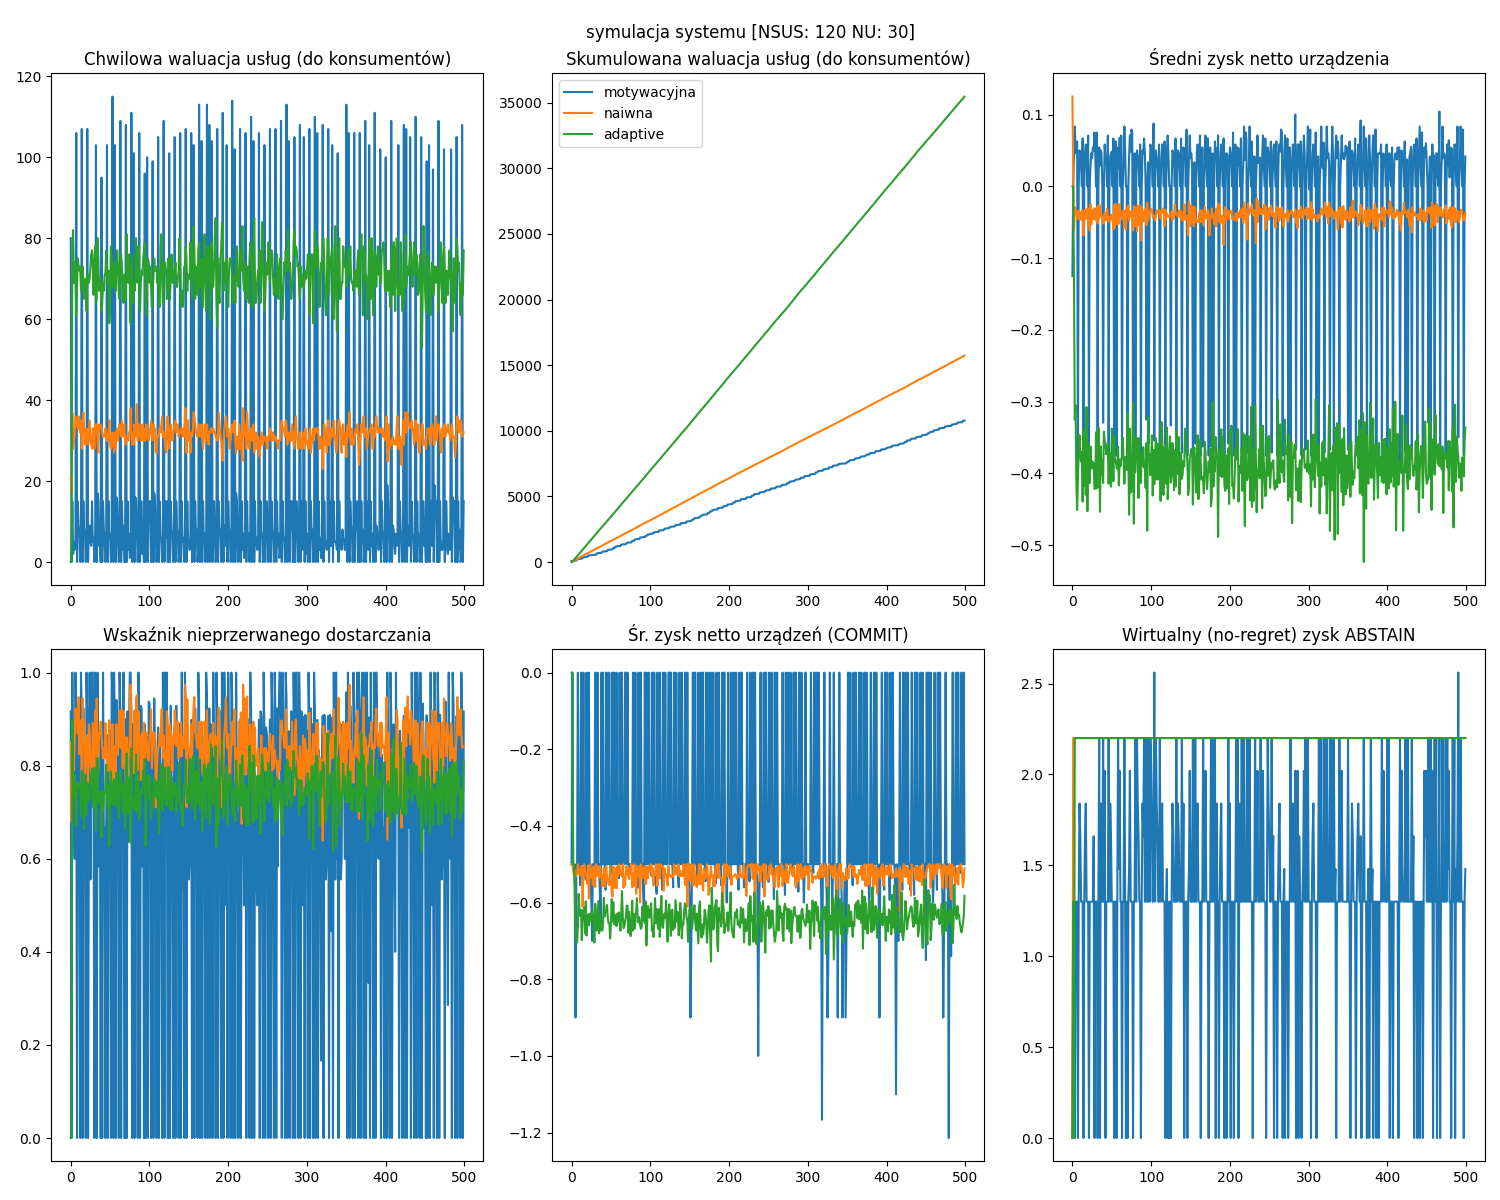 symulacja systemu [NSUS: 120 NU: 30]
Chwilowa waluacja usług (do konsumentów)
120
100
80
60
40
20
0
0 100 200 300 400 500
Skumulowana waluacja usług (do konsumentów)
motywacyjna
naiwna
adaptive
35000
30000
25000
20000
15000
10000
5000
0
0 100 200 300 400 500
Średni zysk netto urządzenia
0.1
0.0
−0.1
−0.2
−0.3
−0.4
−0.5
0 100 200 300 400 500
Wskaźnik nieprzerwanego dostarczania
1.0
0.8
0.6
0.4
0.2
0.0
0 100 200 300 400 500
Śr. zysk netto urządzeń (COMMIT)
0.0
−0.2
−0.4
−0.6
−0.8
−1.0
−1.2
0 100 200 300 400 500
Wirtualny (no-regret) zysk ABSTAIN
2.5
2.0
1.5
1.0
0.5
0.0
0 100 200 300 400 500